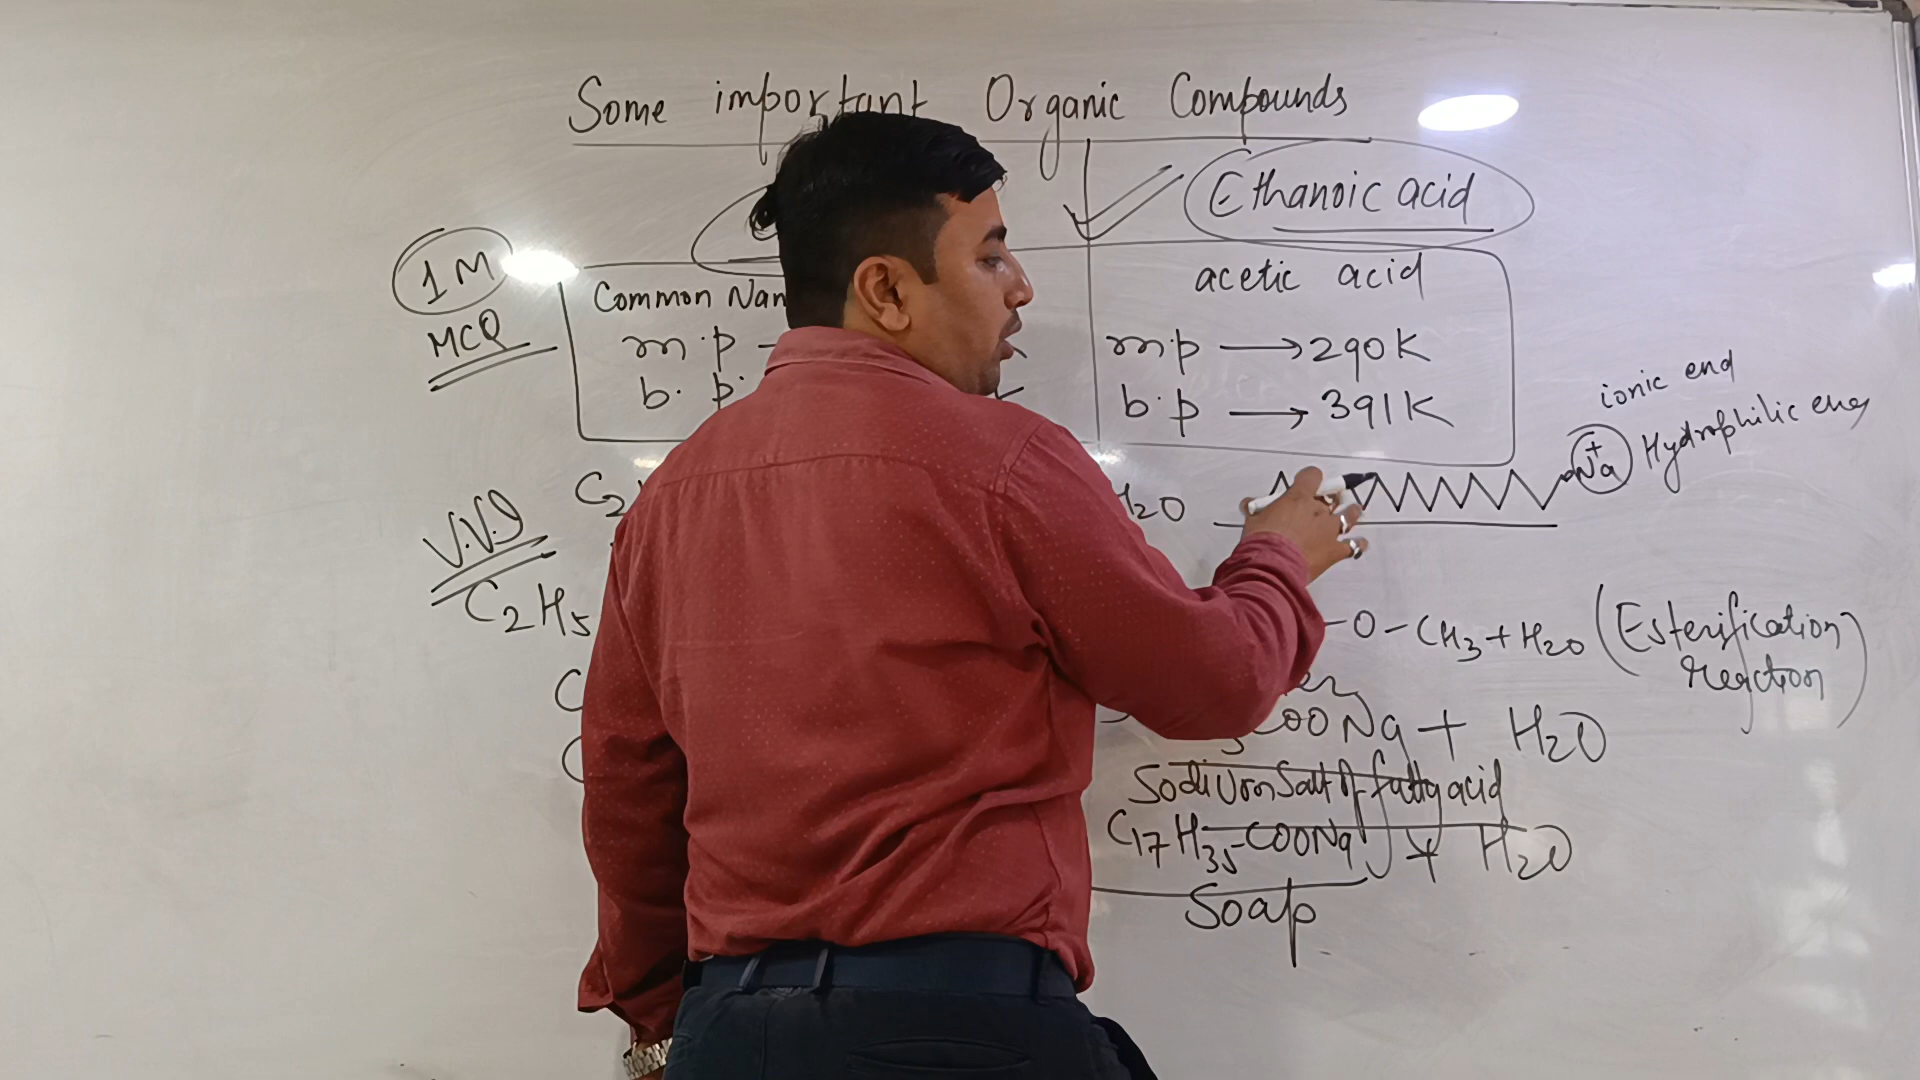 Some important Organic Compounds
Ethanoic acid
1M
MCQ
Common Nam
acetic acid
m.p
m.p → 290K
b.p.
b.p → 391K
ionic end
Hydrophilic end
Na+
V.V.I
C2
H2O
C2H5
-O-CH3+H2O (Esterification
reaction)
COONa + H2O
Sodium Salt of fatty acid
C17H35-COONa + H2O
Soap